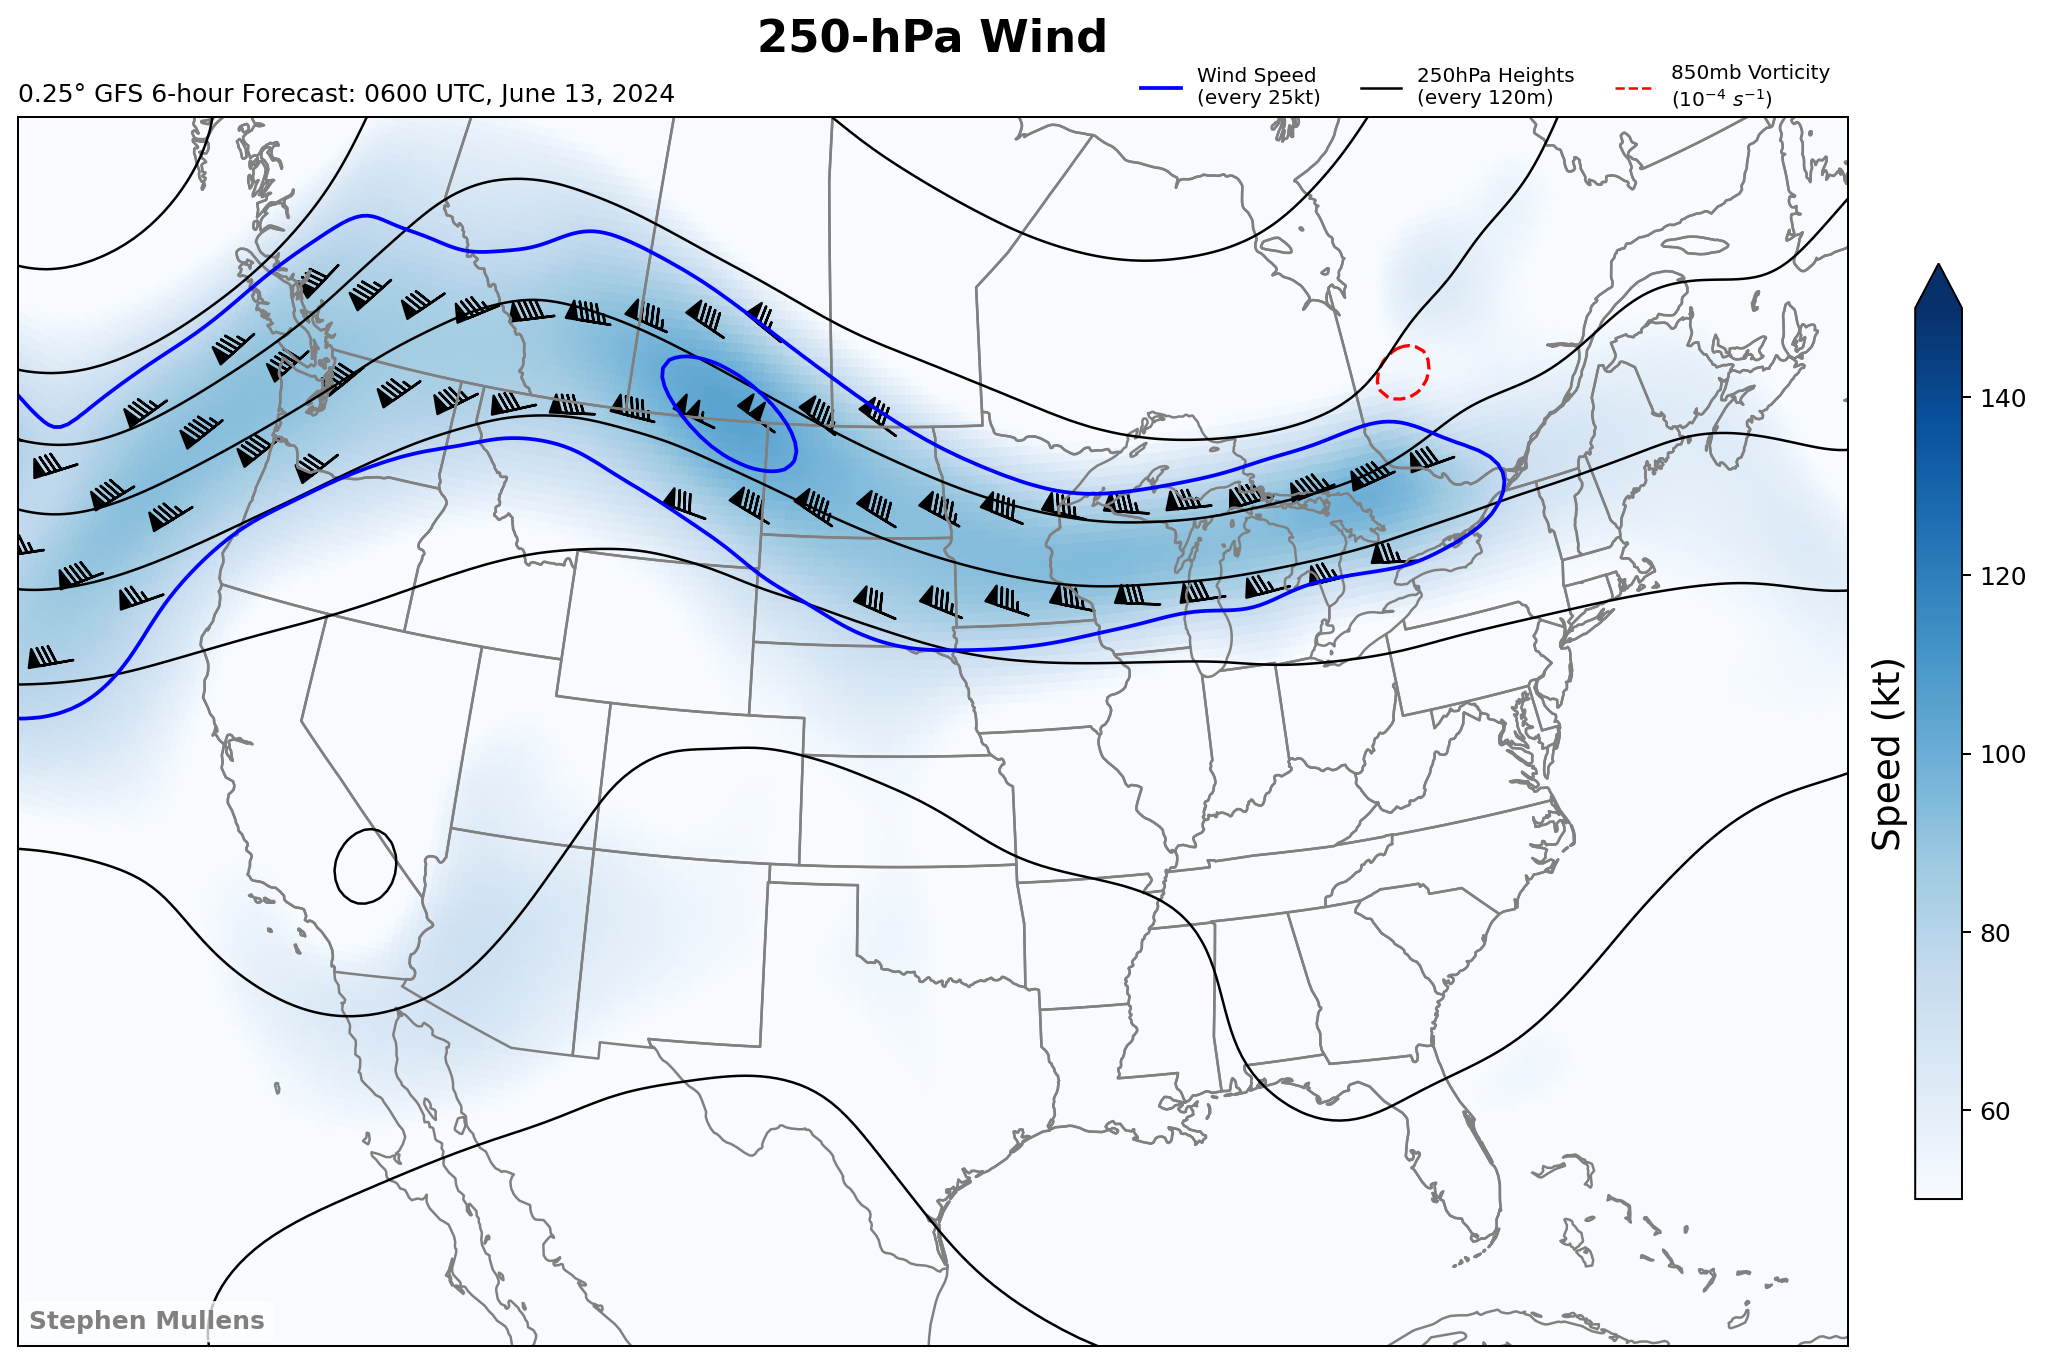 250-hPa Wind
0.25° GFS 6-hour Forecast: 0600 UTC, June 13, 2024
Wind Speed
(every 25kt)
250hPa Heights
(every 120m)
850mb Vorticity
(10⁻⁴ s⁻¹)
140
120
100
80
60
Speed (kt)
Stephen Mullens